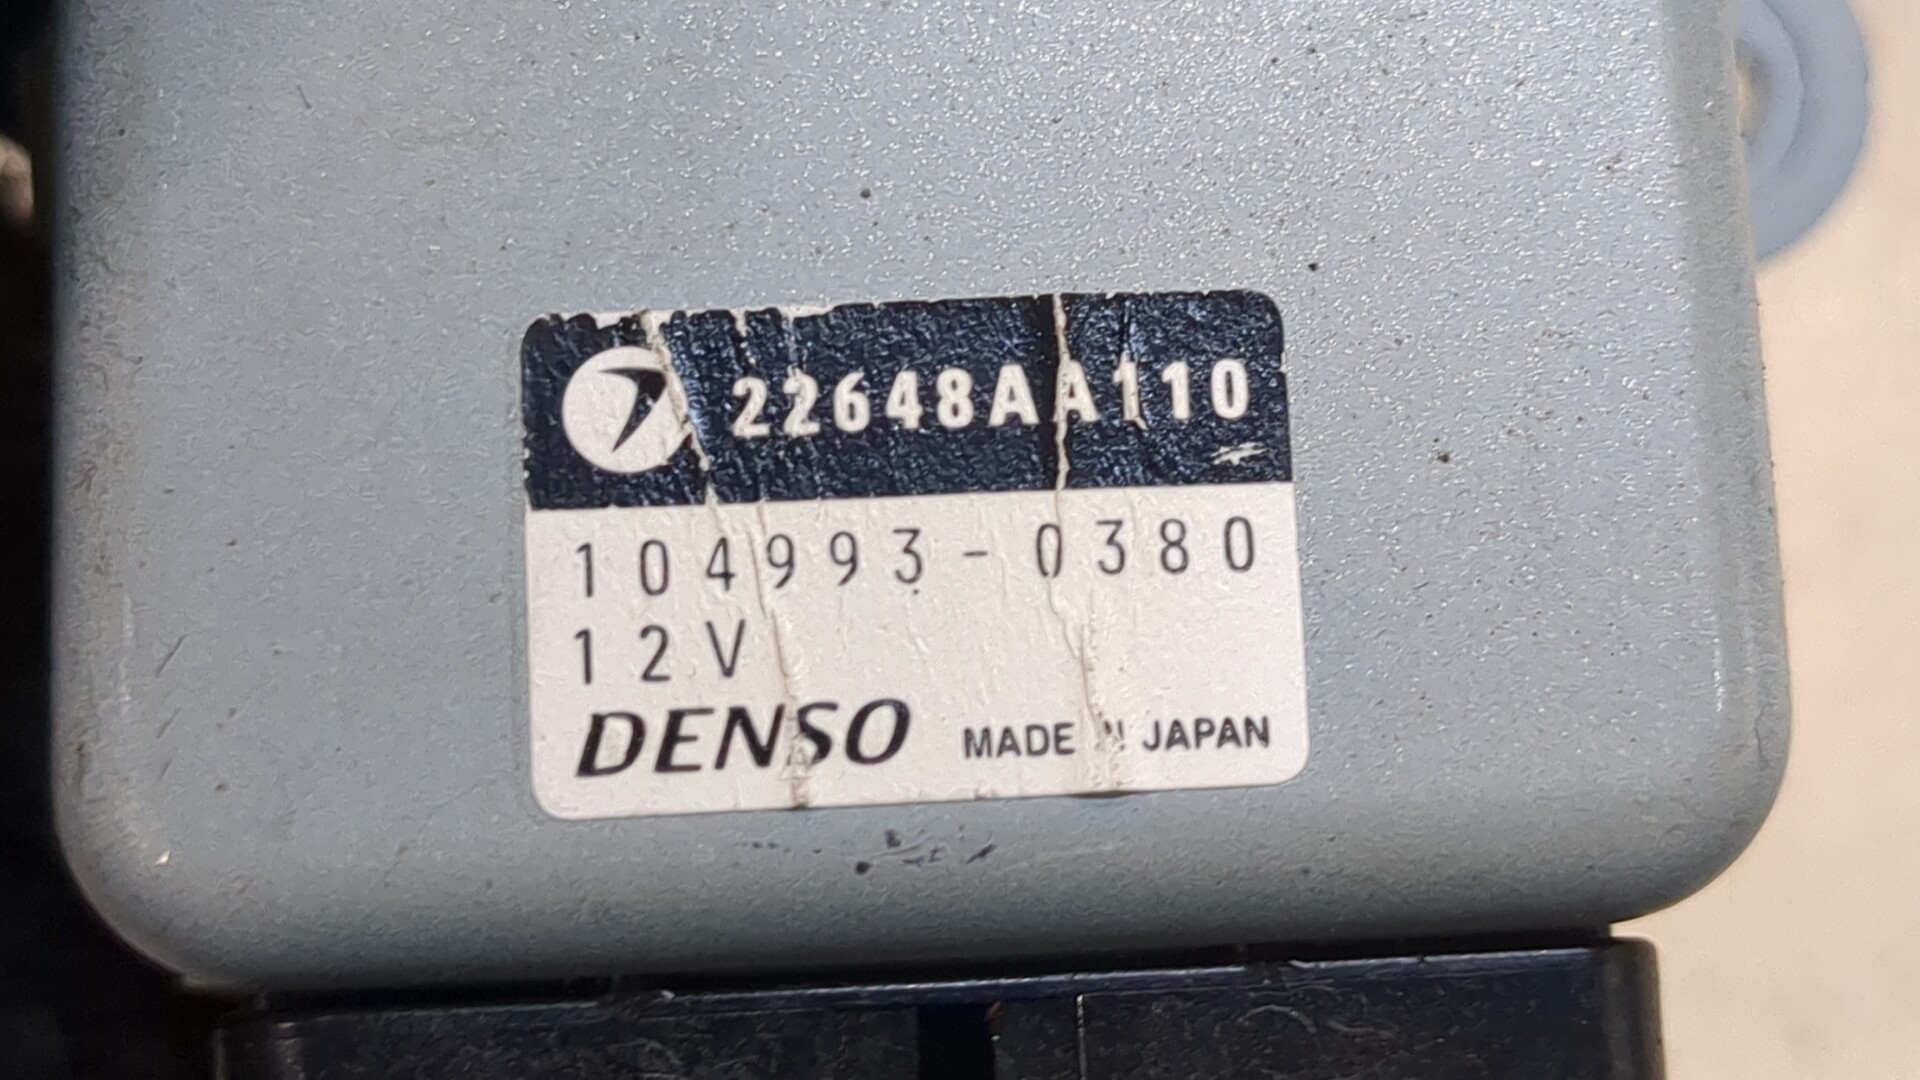 22648AA110
104993-0380
12V
DENSO MADE IN JAPAN